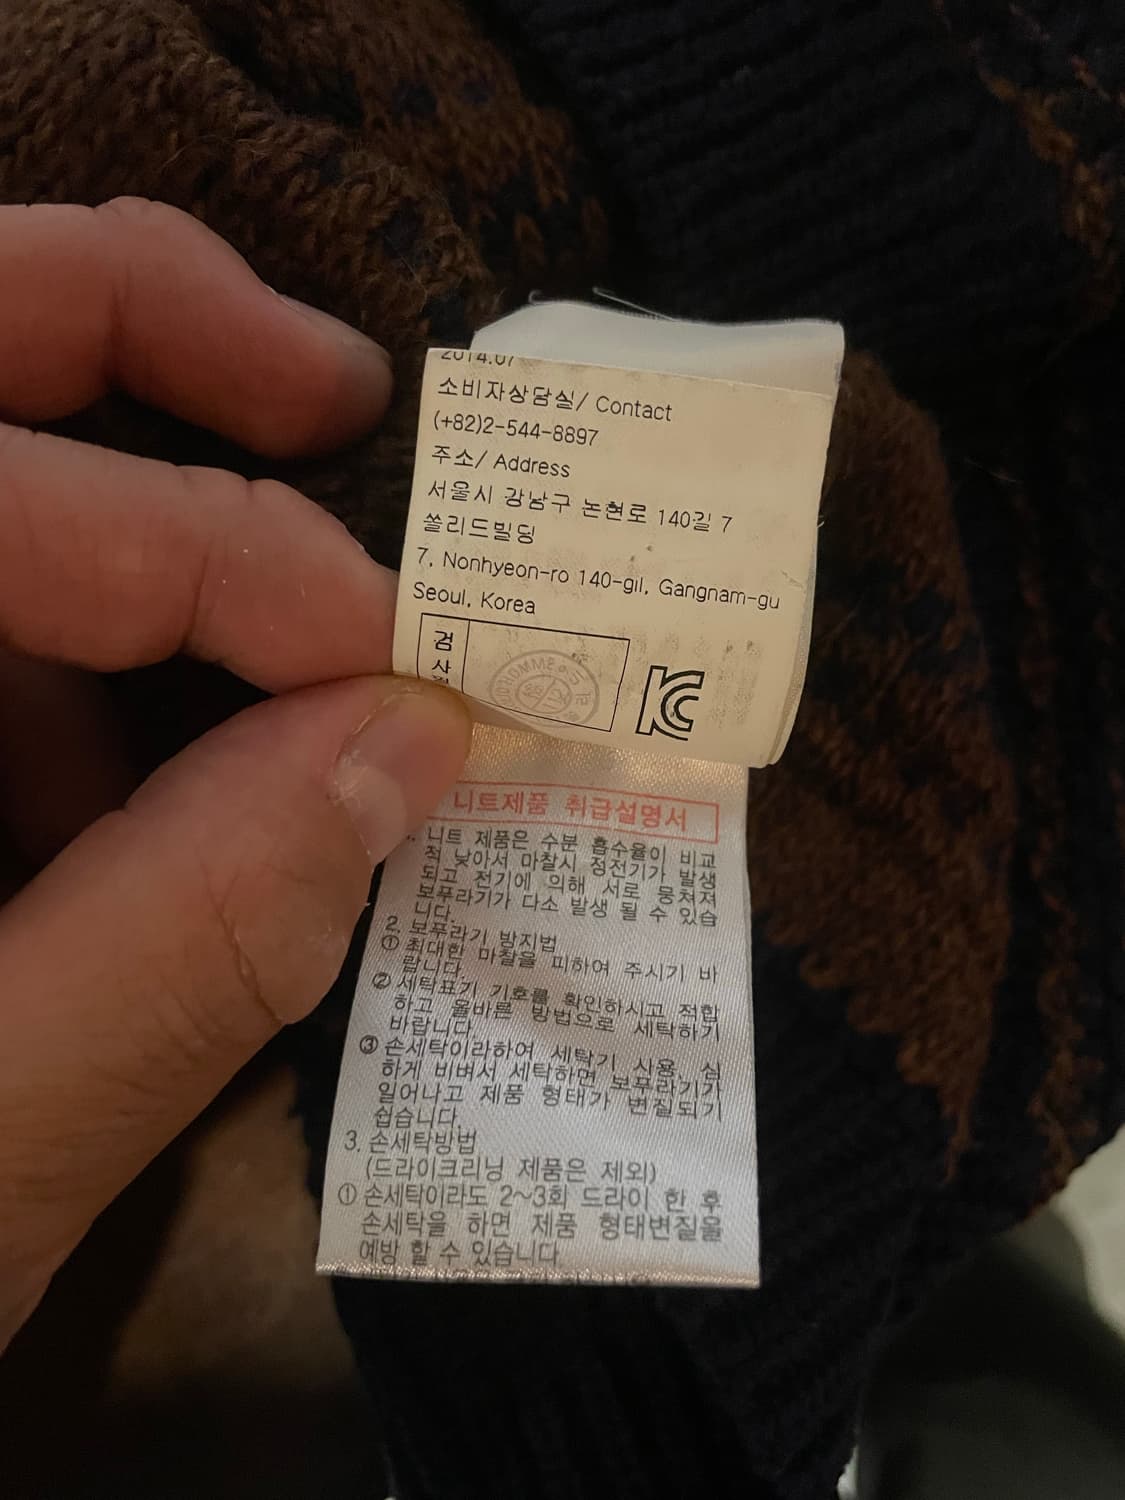 2014.07
소비자상담실/ Contact
(+82)2-544-8897
주소/ Address
서울시 강남구 논현로 140길 7
쏠리드빌딩
7, Nonhyeon-ro 140-gil, Gangnam-gu
Seoul, Korea
검
사
HOMME
KC
니트제품 취급설명서
니트 제품은 수분 흡수율이 비교
적 낮아서 마찰시 정전기가 발생
되고 전기에 의해 서로 뭉쳐져
보푸라기가 다소 발생 될 수 있습
니다.
2. 보푸라기 방지법
① 최대한 마찰을 피하여 주시기 바
랍니다.
② 세탁표기 기호를 확인하시고 적합
하고 올바른 방법으로 세탁하기
바랍니다.
③ 손세탁이라하여 세탁기 사용, 심
하게 비벼서 세탁하면 보푸라기가
일어나고 제품 형태가 변질되기
쉽습니다.
3. 손세탁방법
(드라이크리닝 제품은 제외)
① 손세탁이라도 2~3회 드라이 한 후
손세탁을 하면 제품 형태변질을
예방 할 수 있습니다.